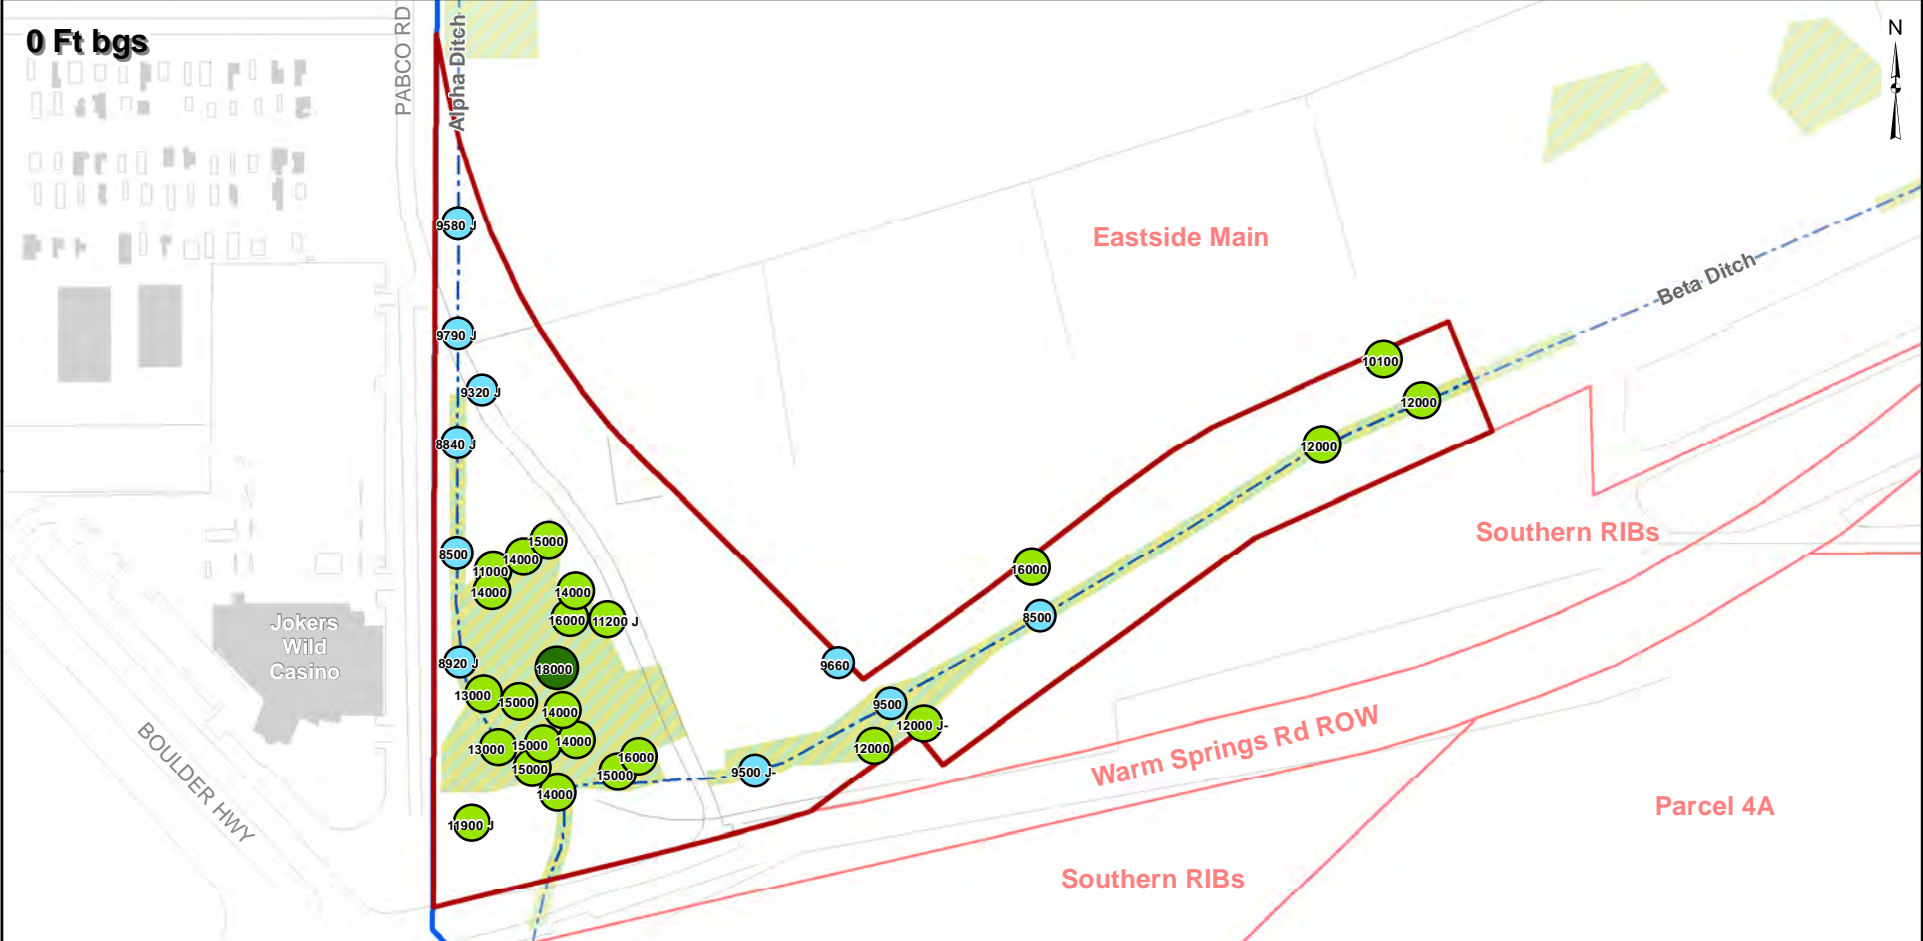 0 Ft bgs
PABCO RD
Alpha Ditch
N
9580 J
Eastside Main
Beta Ditch
9790 J
10100
9320 J
12000
8840 J
12000
Southern RIBs
15000
8500
14000
11000
16000
14000
14000
8500
16000
11200 J
Jokers
Wild
Casino
8920 J
9660
18000
13000
15000
9500
14000
12000 J-
Warm Springs Rd ROW
15000
14000
13000
12000
16000
15000
15000
9500 J-
BOULDER HWY
14000
Parcel 4A
11900 J
Southern RIBs